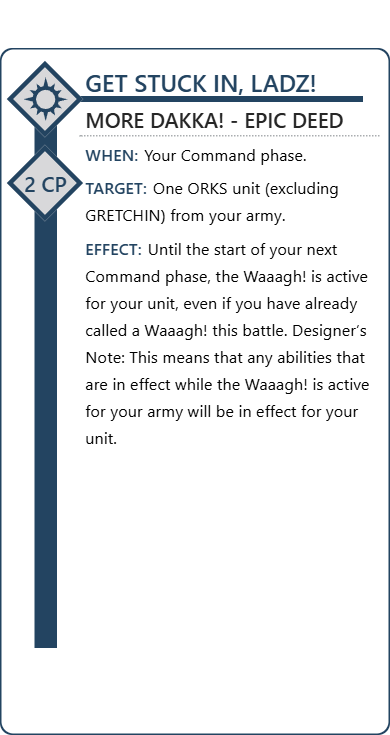 GET STUCK IN, LADZ!
MORE DAKKA! - EPIC DEED
2 CP
WHEN: Your Command phase.
TARGET: One ORKS unit (excluding
GRETCHIN) from your army.
EFFECT: Until the start of your next
Command phase, the Waaagh! is active
for your unit, even if you have already
called a Waaagh! this battle. Designer’s
Note: This means that any abilities that
are in effect while the Waaagh! is active
for your army will be in effect for your
unit.